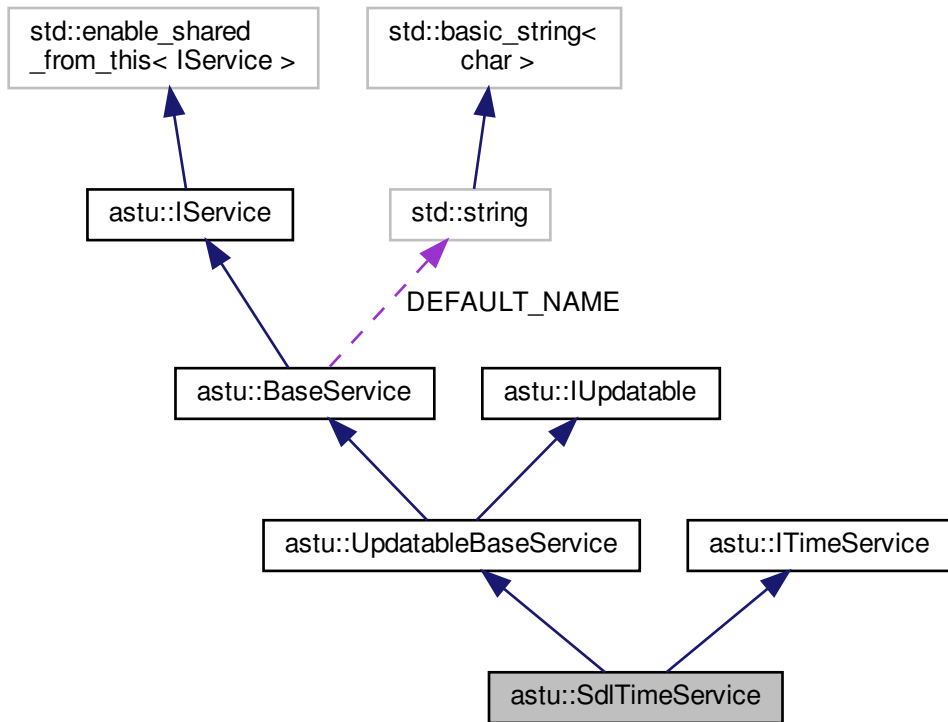 std::enable_shared
_from_this< IService >
std::basic_string<
char >
astu::IService
std::string
DEFAULT_NAME
astu::BaseService
astu::IUpdatable
astu::UpdatableBaseService
astu::ITimeService
astu::SdlTimeService